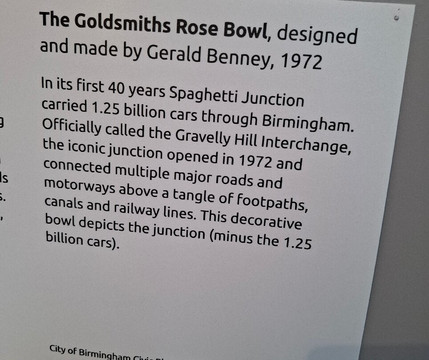 The Goldsmiths Rose Bowl, designed
and made by Gerald Benney, 1972
In its first 40 years Spaghetti Junction
carried 1.25 billion cars through Birmingham.
Officially called the Gravelly Hill Interchange,
the iconic junction opened in 1972 and
connected multiple major roads and
motorways above a tangle of footpaths,
canals and railway lines. This decorative
bowl depicts the junction (minus the 1.25
billion cars).
City of Birmingham